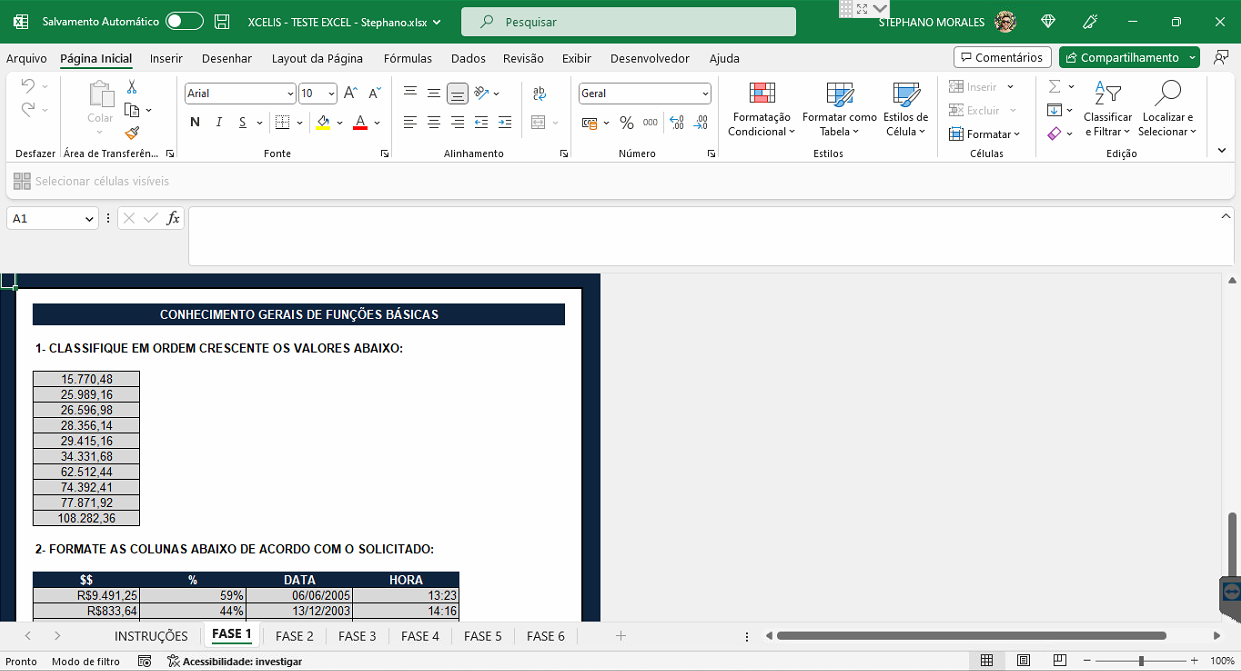 Salvamento Automático
XCELIS - TESTE EXCEL - Stephano.xlsx
Pesquisar
STEPHANO MORALES
Arquivo Página Inicial Inserir Desenhar Layout da Página Fórmulas Dados Revisão Exibir Desenvolvedor Ajuda
Comentários
Compartilhamento
Colar
Arial
10
N I S
Geral
% 000
Formatação Condicional
Formatar como Tabela
Estilos de Célula
Inserir
Excluir
Formatar
Classificar e Filtrar
Localizar e Selecionar
Desfazer Área de Transferên... Fonte Alinhamento Número Estilos Células Edição
Selecionar células visíveis
A1
fx
CONHECIMENTO GERAIS DE FUNÇÕES BÁSICAS
1- CLASSIFIQUE EM ORDEM CRESCENTE OS VALORES ABAIXO:
15.770,48
25.989,16
26.596,98
28.356,14
29.415,16
34.331,68
62.512,44
74.392,41
77.871,92
108.282,36
2- FORMATE AS COLUNAS ABAIXO DE ACORDO COM O SOLICITADO:
$$ % DATA HORA
R$9.491,25 59% 06/06/2005 13:23
R$833,64 44% 13/12/2003 14:16
INSTRUÇÕES FASE 1 FASE 2 FASE 3 FASE 4 FASE 5 FASE 6
Pronto Modo de filtro Acessibilidade: investigar 100%